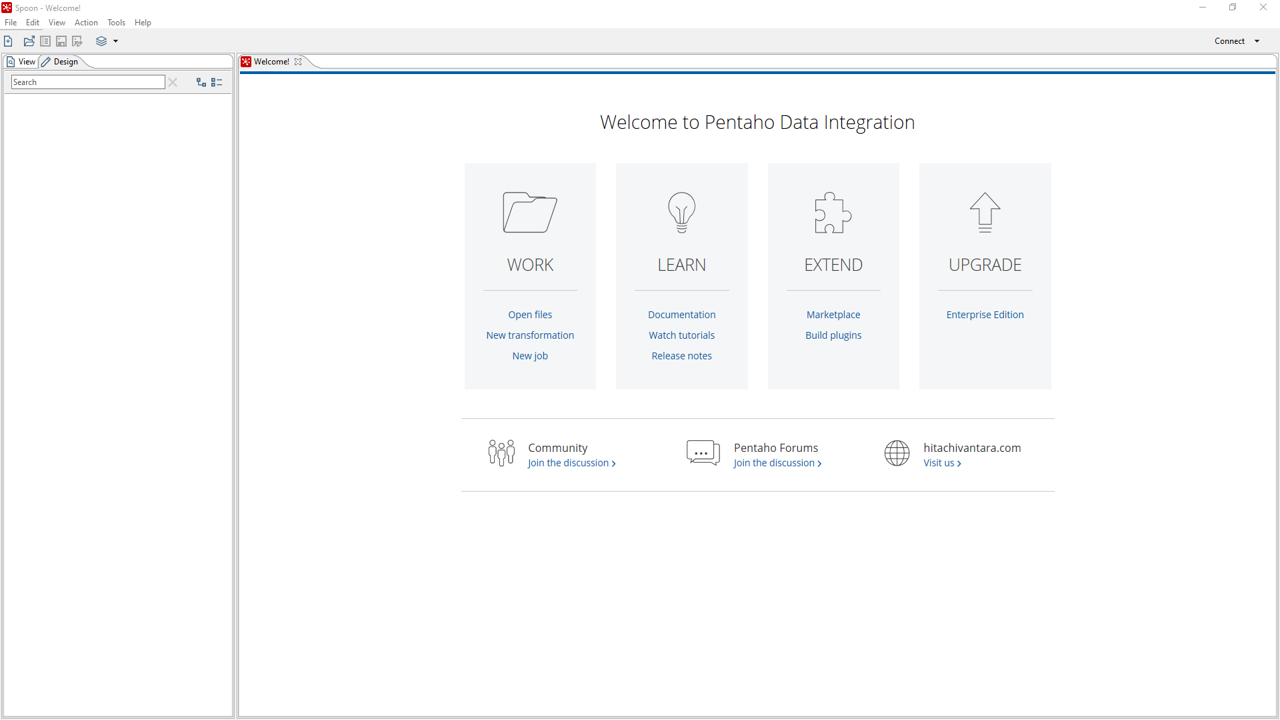 Spoon - Welcome!
File Edit View Action Tools Help
Connect
View Design
Welcome!
Search
Welcome to Pentaho Data Integration
WORK
Open files
New transformation
New job
LEARN
Documentation
Watch tutorials
Release notes
EXTEND
Marketplace
Build plugins
UPGRADE
Enterprise Edition
Community
Join the discussion
Pentaho Forums
Join the discussion
hitachivantara.com
Visit us